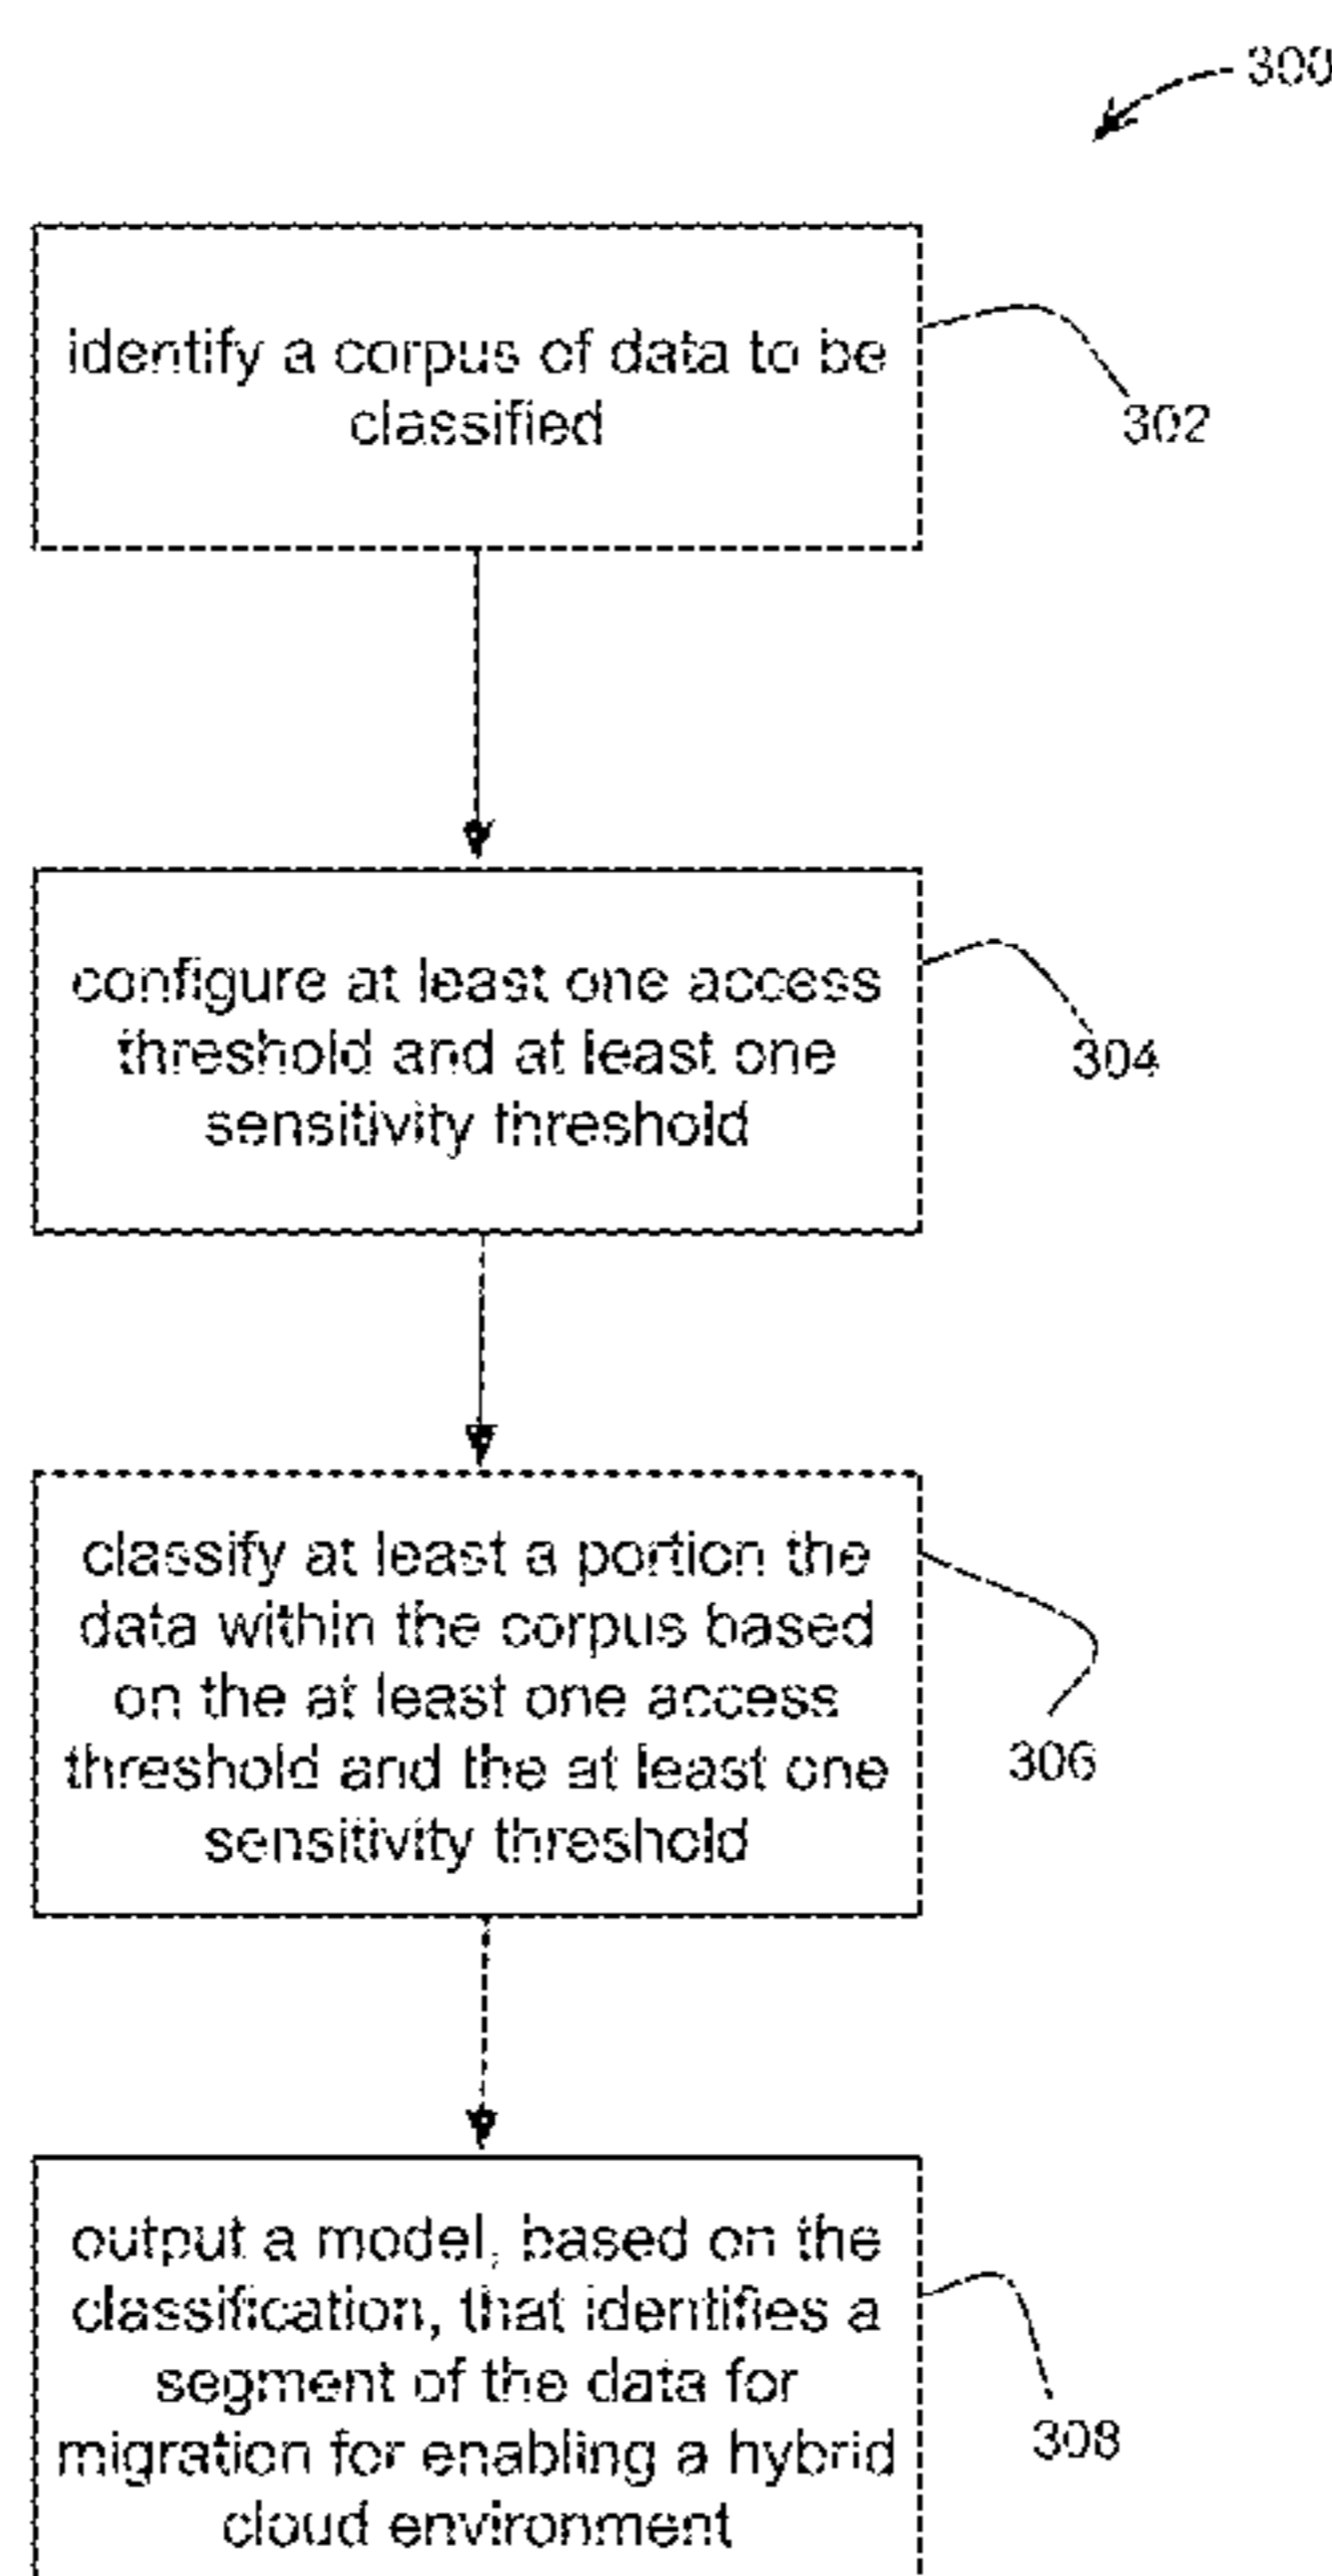 300
identify a corpus of data to be
classified
302
configure at least one access
threshold and at least one
sensitivity threshold
304
classify at least a portion the
data within the corpus based
on the at least one access
threshold and the at least one
sensitivity threshold
306
output a model, based on the
classification, that identifies a
segment of the data for
migration for enabling a hybrid
cloud environment
308